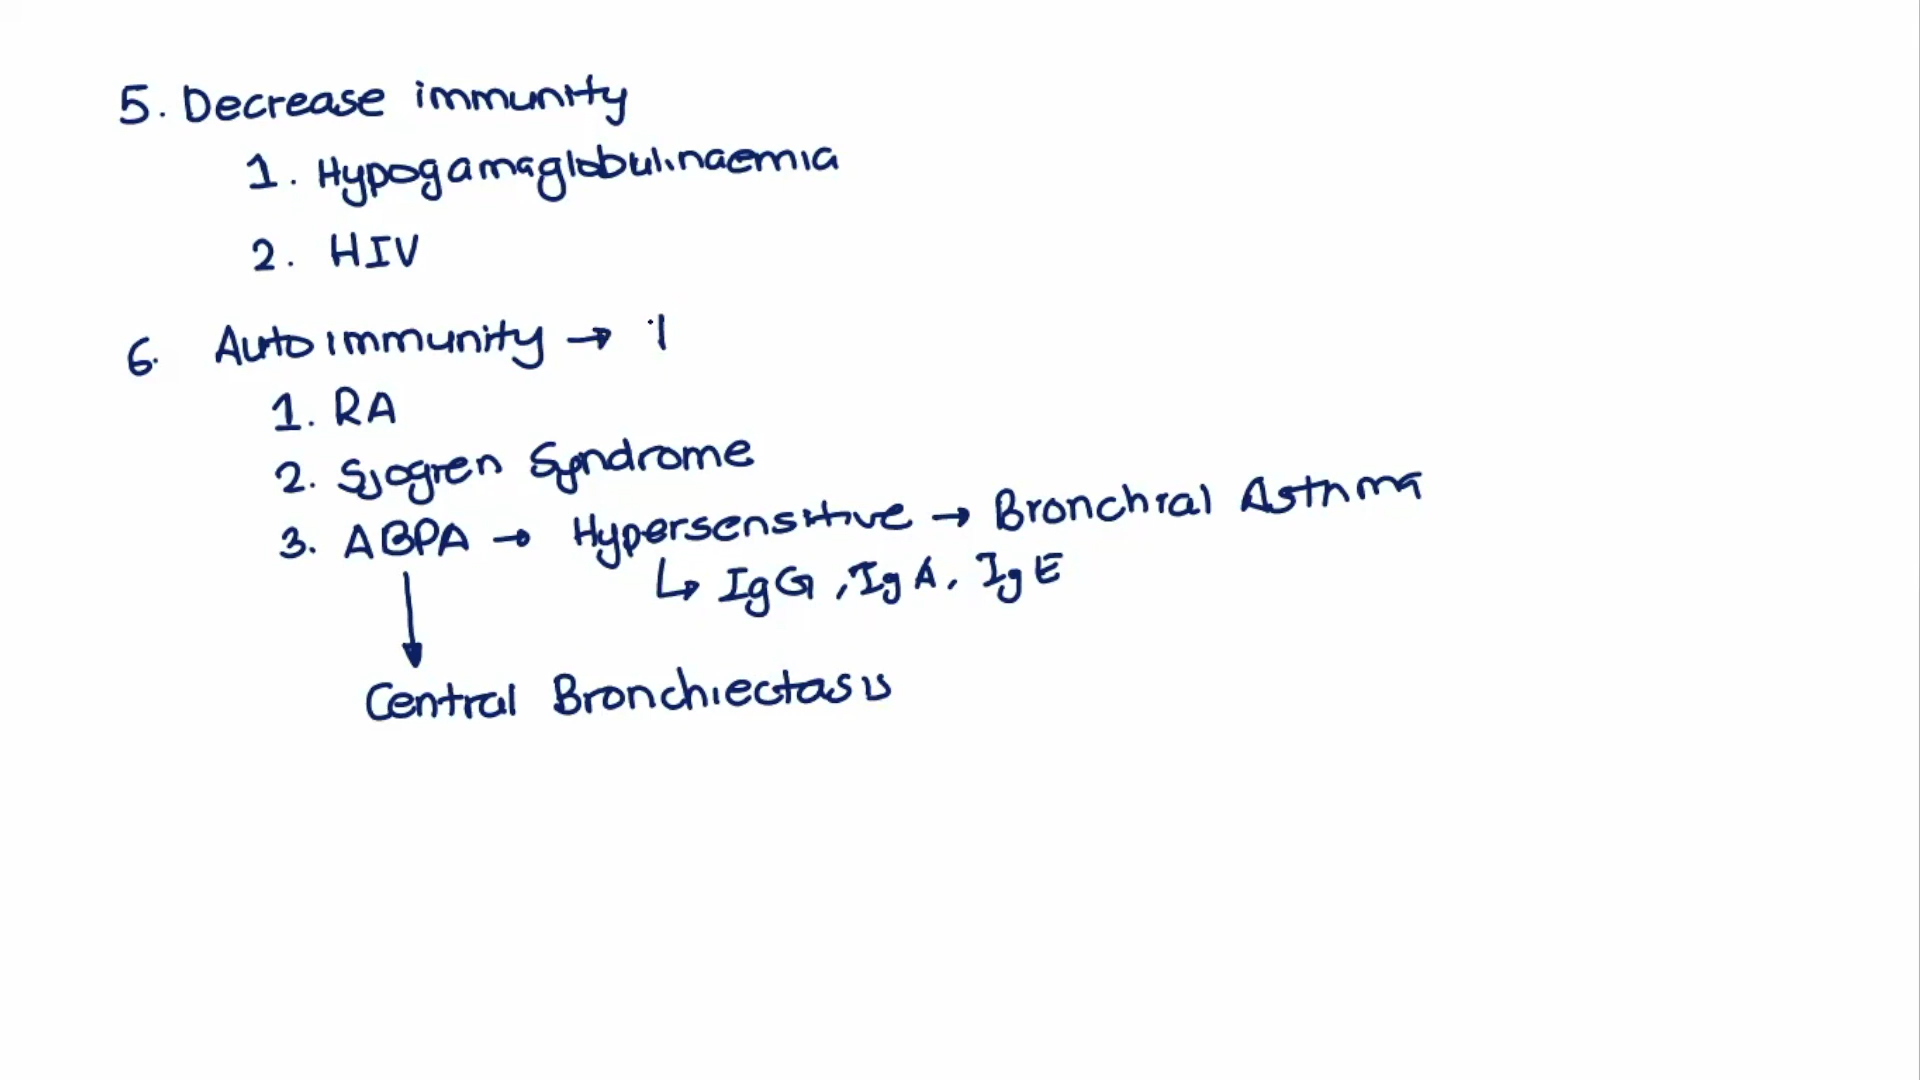 5. Decrease immunity
1. Hypogamaglobulinaemia
2. HIV
6. Autoimmunity →
1. RA
2. Sjogren Syndrome
3. ABPA → Hypersensitive → Bronchial Asthma
↳ IgG, IgA, IgE
Central Bronchiectasis